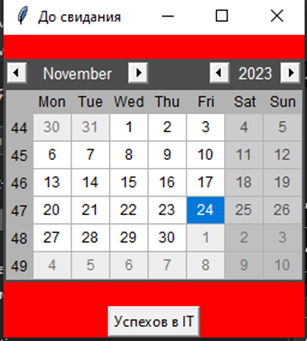 До свидания
November 2023
Mon Tue Wed Thu Fri Sat Sun
44 30 31 1 2 3 4 5
45 6 7 8 9 10 11 12
46 13 14 15 16 17 18 19
47 20 21 22 23 24 25 26
48 27 28 29 30 1 2 3
49 4 5 6 7 8 9 10
Успехов в IT